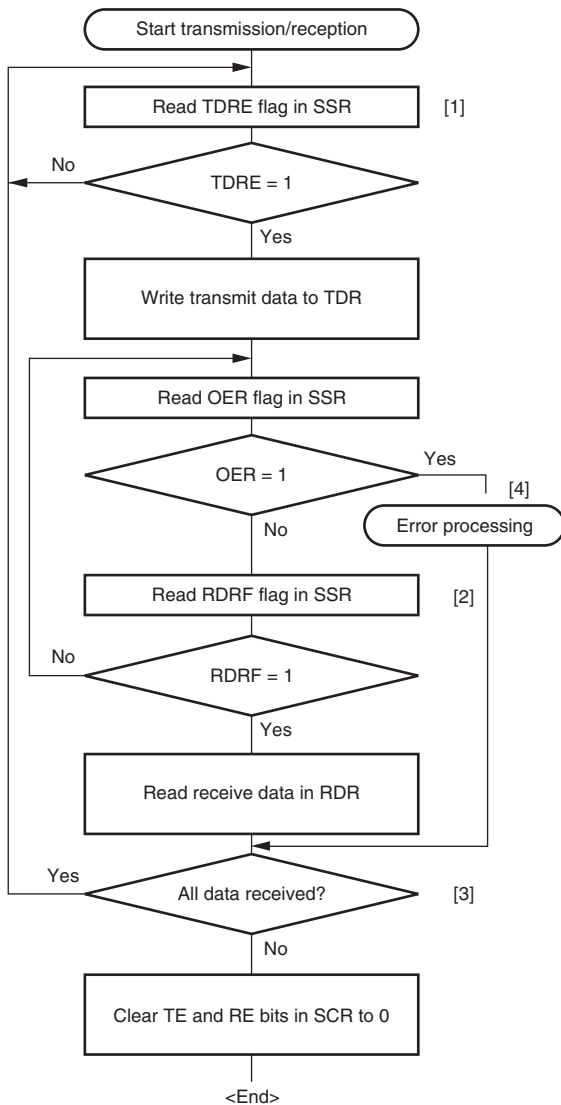 Start transmission/reception
Read TDRE flag in SSR
[1]
No
TDRE = 1
Yes
Write transmit data to TDR
Read OER flag in SSR
Yes
OER = 1
[4]
No
Error processing
Read RDRF flag in SSR
[2]
No
RDRF = 1
Yes
Read receive data in RDR
Yes
All data received?
[3]
No
Clear TE and RE bits in SCR to 0
<End>